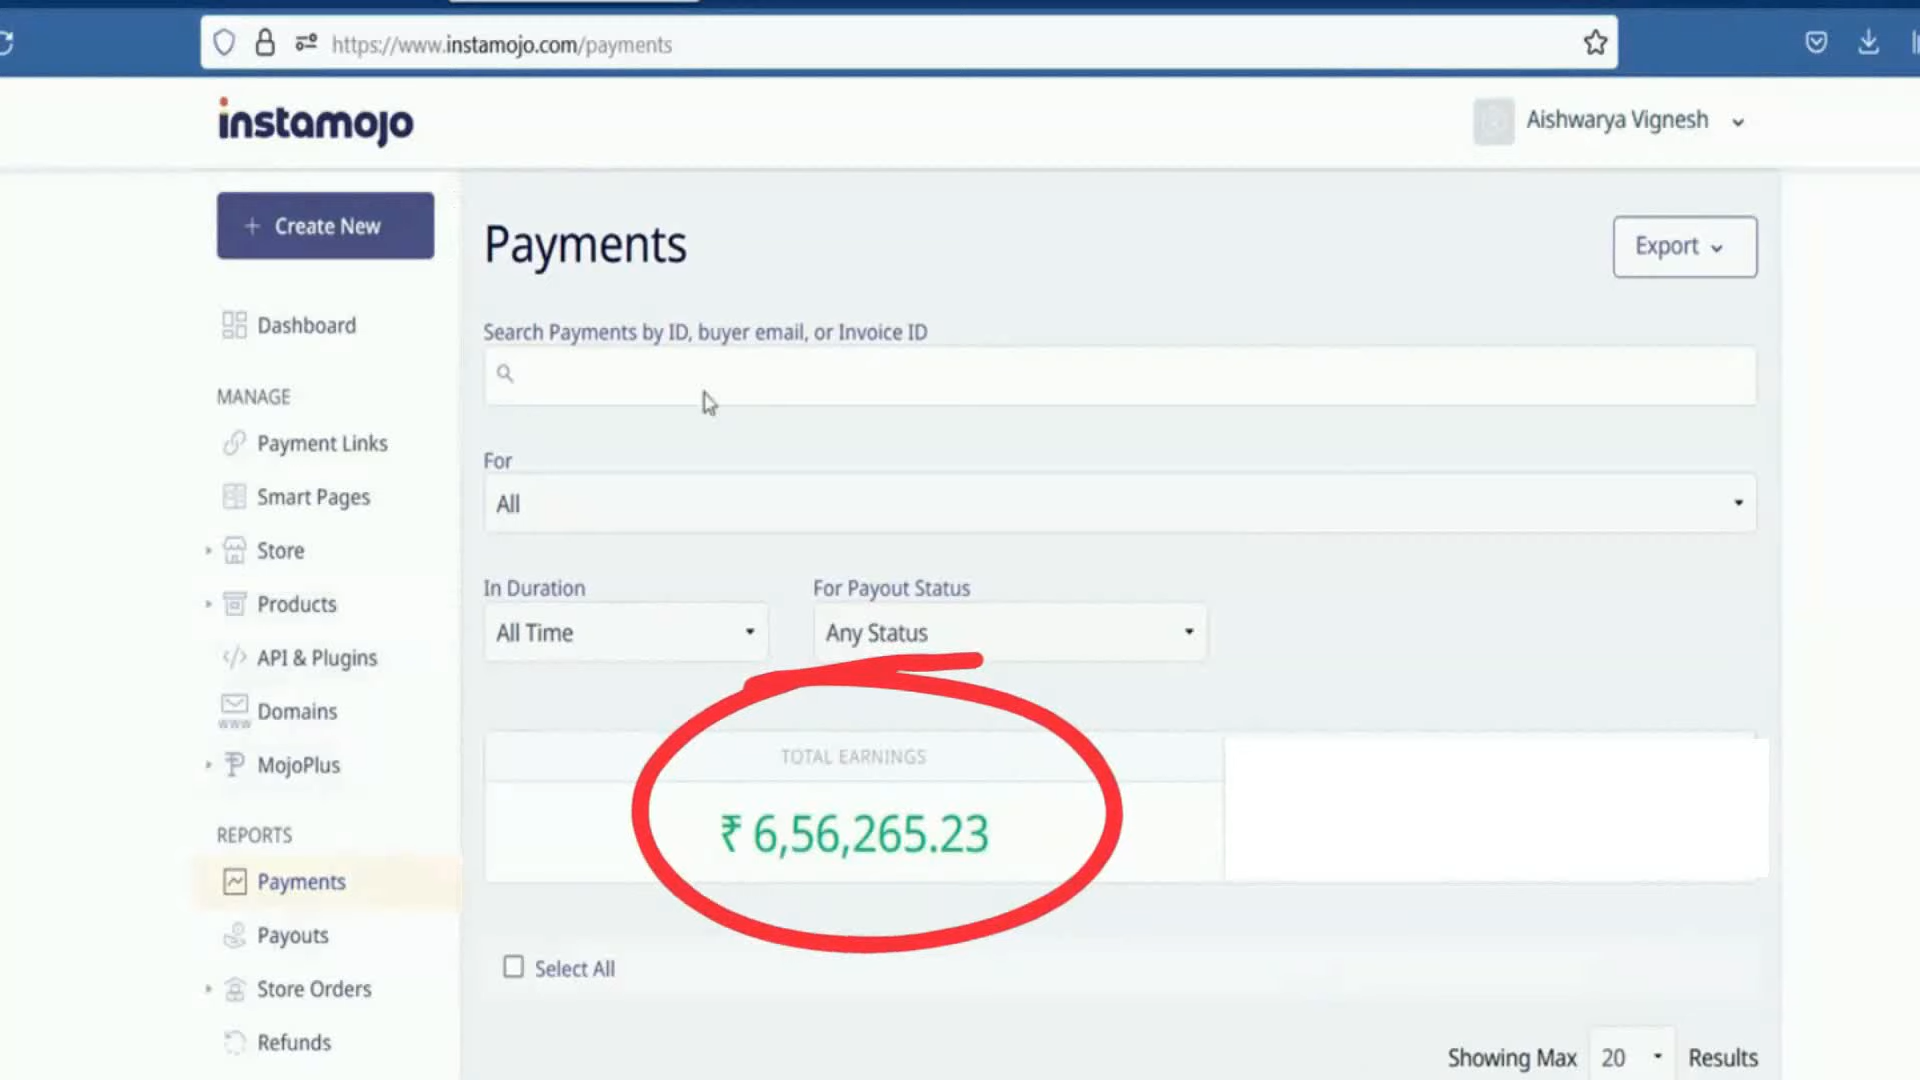 https://www.instamojo.com/payments
instamojo
Aishwarya Vignesh
+ Create New
Payments
Export
Dashboard
Search Payments by ID, buyer email, or Invoice ID
MANAGE
Payment Links
For
Smart Pages
All
Store
In Duration
For Payout Status
Products
All Time
Any Status
API & Plugins
Domains
WWW
MojoPlus
TOTAL EARNINGS
₹ 6,56,265.23
REPORTS
Payments
Payouts
Select All
Store Orders
Refunds
Showing Max 20 Results